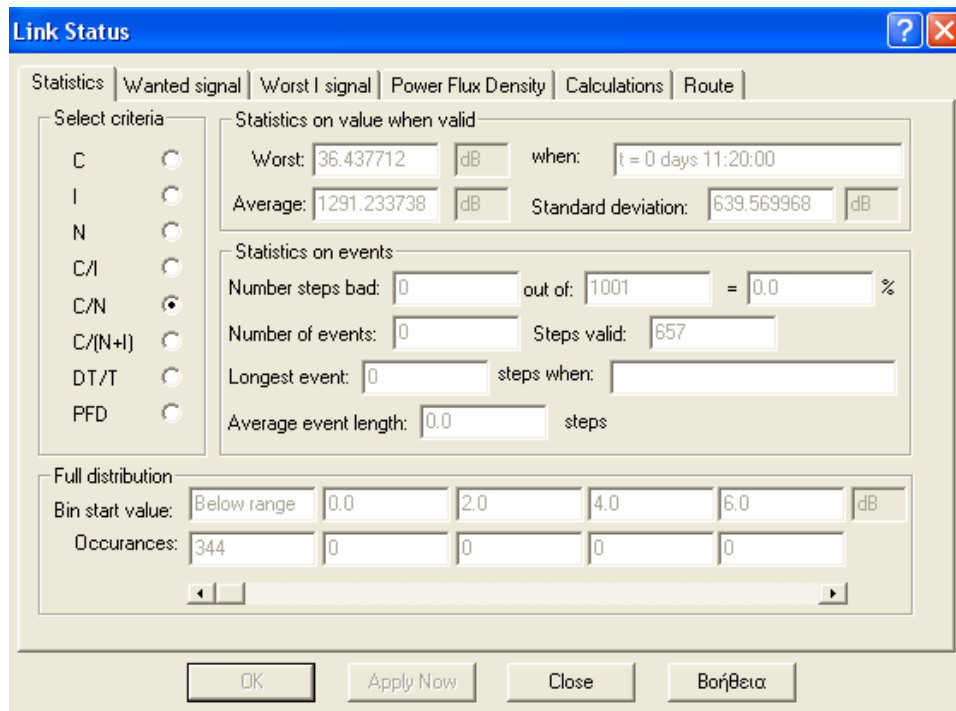 Link Status
Statistics Wanted signal Worst I signal Power Flux Density Calculations Route
Select criteria
C
I
N
C/I
C/N
C/(N+I)
DT/T
PFD
Statistics on value when valid
Worst: 36.437712 dB when: t = 0 days 11:20:00
Average: 1291.233738 dB Standard deviation: 639.569968 dB
Statistics on events
Number steps bad: 0 out of: 1001 = 0.0 %
Number of events: 0 Steps valid: 657
Longest event: 0 steps when:
Average event length: 0.0 steps
Full distribution
Bin start value: Below range 0.0 2.0 4.0 6.0 dB
Occurances: 344 0 0 0 0
OK Apply Now Close Βοήθεια